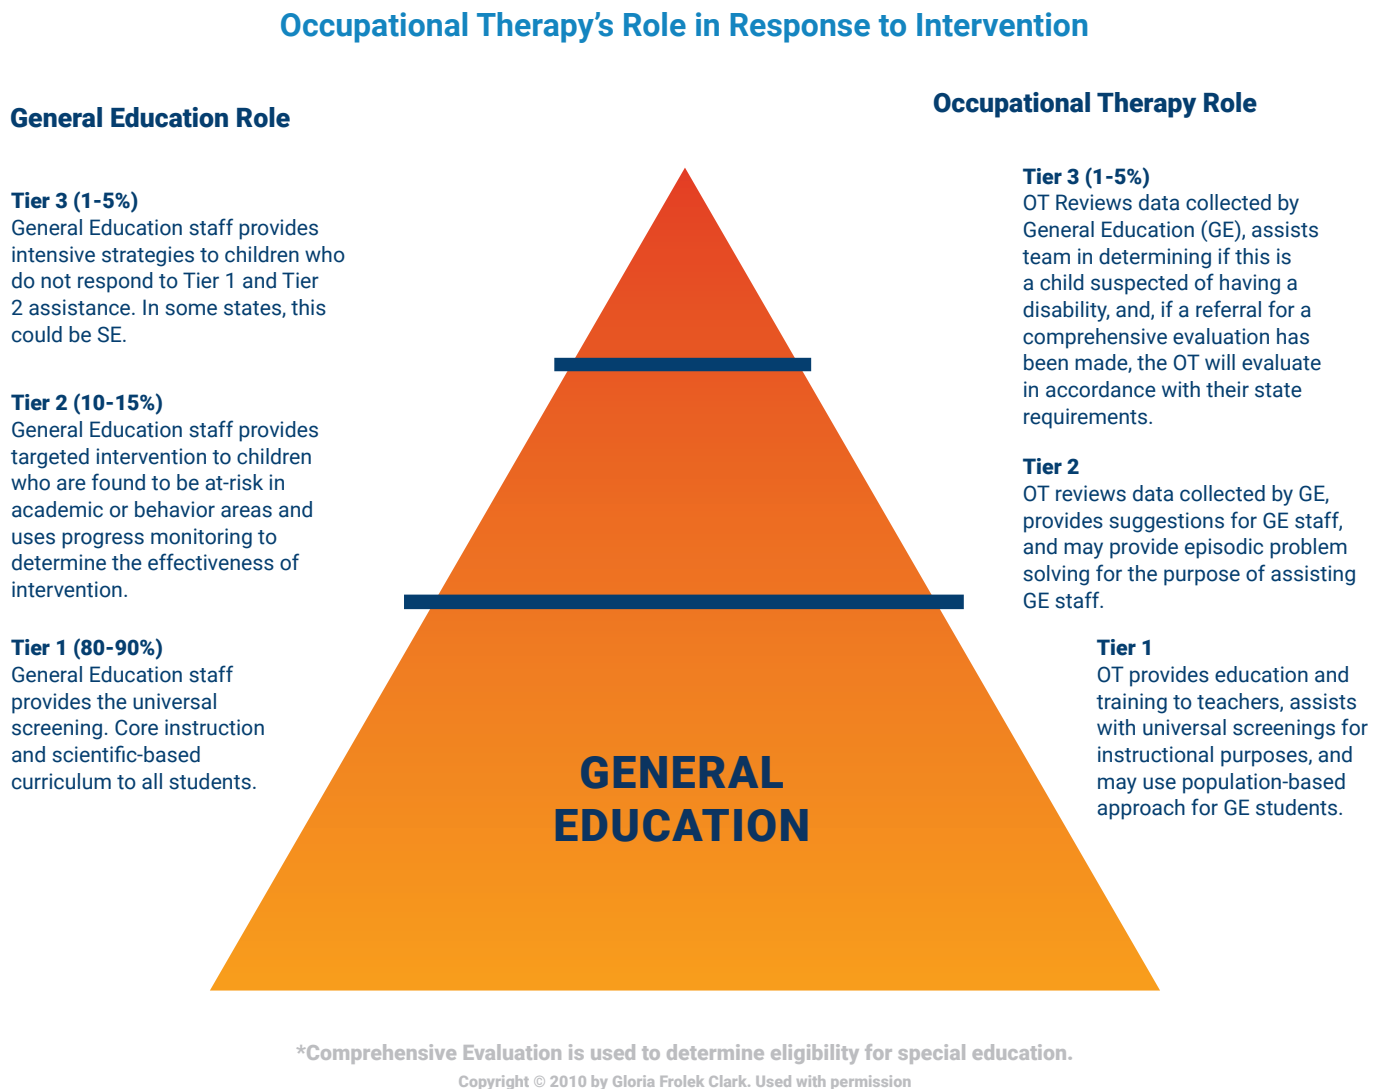 Occupational Therapy's Role in Response to Intervention
General Education Role
Tier 3 (1-5%)
General Education staff provides
intensive strategies to children who
do not respond to Tier 1 and Tier
2 assistance. In some states, this
could be SE.
Tier 2 (10-15%)
General Education staff provides
targeted intervention to children
who are found to be at-risk in
academic or behavior areas and
uses progress monitoring to
determine the effectiveness of
intervention.
Tier 1 (80-90%)
General Education staff
provides the universal
screening. Core instruction
and scientific-based
curriculum to all students.
GENERAL
EDUCATION
Occupational Therapy Role
Tier 3 (1-5%)
OT Reviews data collected by
General Education (GE), assists
team in determining if this is
a child suspected of having a
disability, and, if a referral for a
comprehensive evaluation has
been made, the OT will evaluate
in accordance with their state
requirements.
Tier 2
OT reviews data collected by GE,
provides suggestions for GE staff,
and may provide episodic problem
solving for the purpose of assisting
GE staff.
Tier 1
OT provides education and
training to teachers, assists
with universal screenings for
instructional purposes, and
may use population-based
approach for GE students.
*Comprehensive Evaluation is used to determine eligibility for special education.
Copyright © 2010 by Gloria Frolek Clark. Used with permission